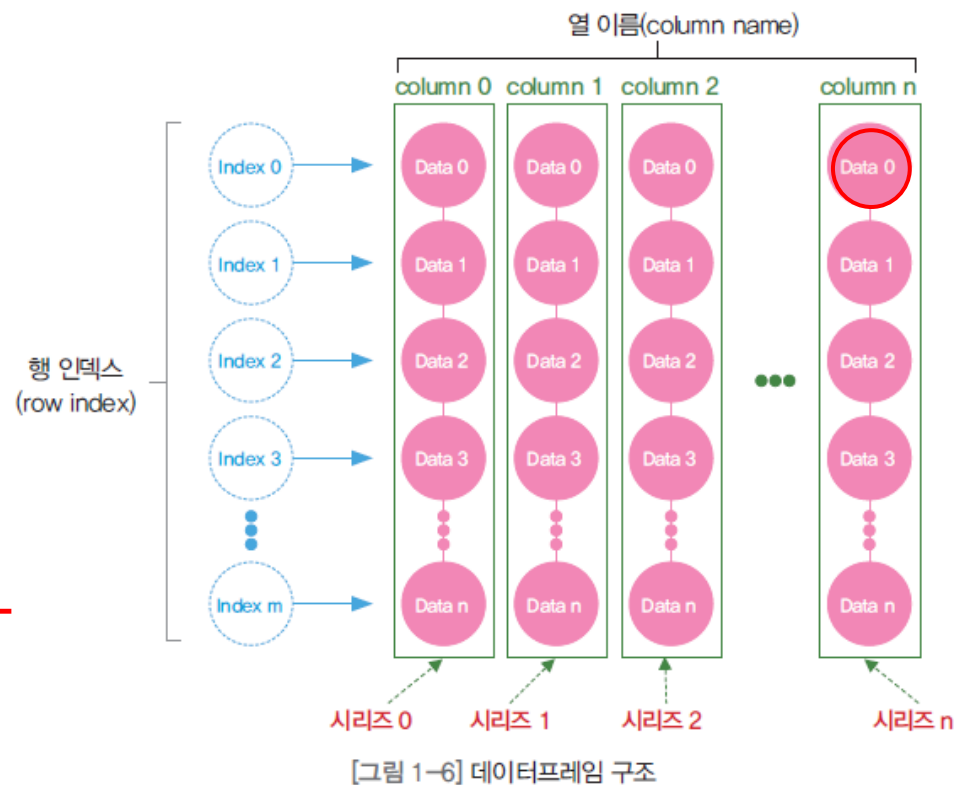 열 이름(column name)
column 0 column 1 column 2 column n
Index 0 Data 0 Data 0 Data 0 Data 0
Index 1 Data 1 Data 1 Data 1 Data 1
Index 2 Data 2 Data 2 Data 2 Data 2
행 인덱스
(row index)
Index 3 Data 3 Data 3 Data 3 Data 3
Index m Data n Data n Data n Data n
시리즈 0 시리즈 1 시리즈 2 시리즈 n
[그림 1-6] 데이터프레임 구조